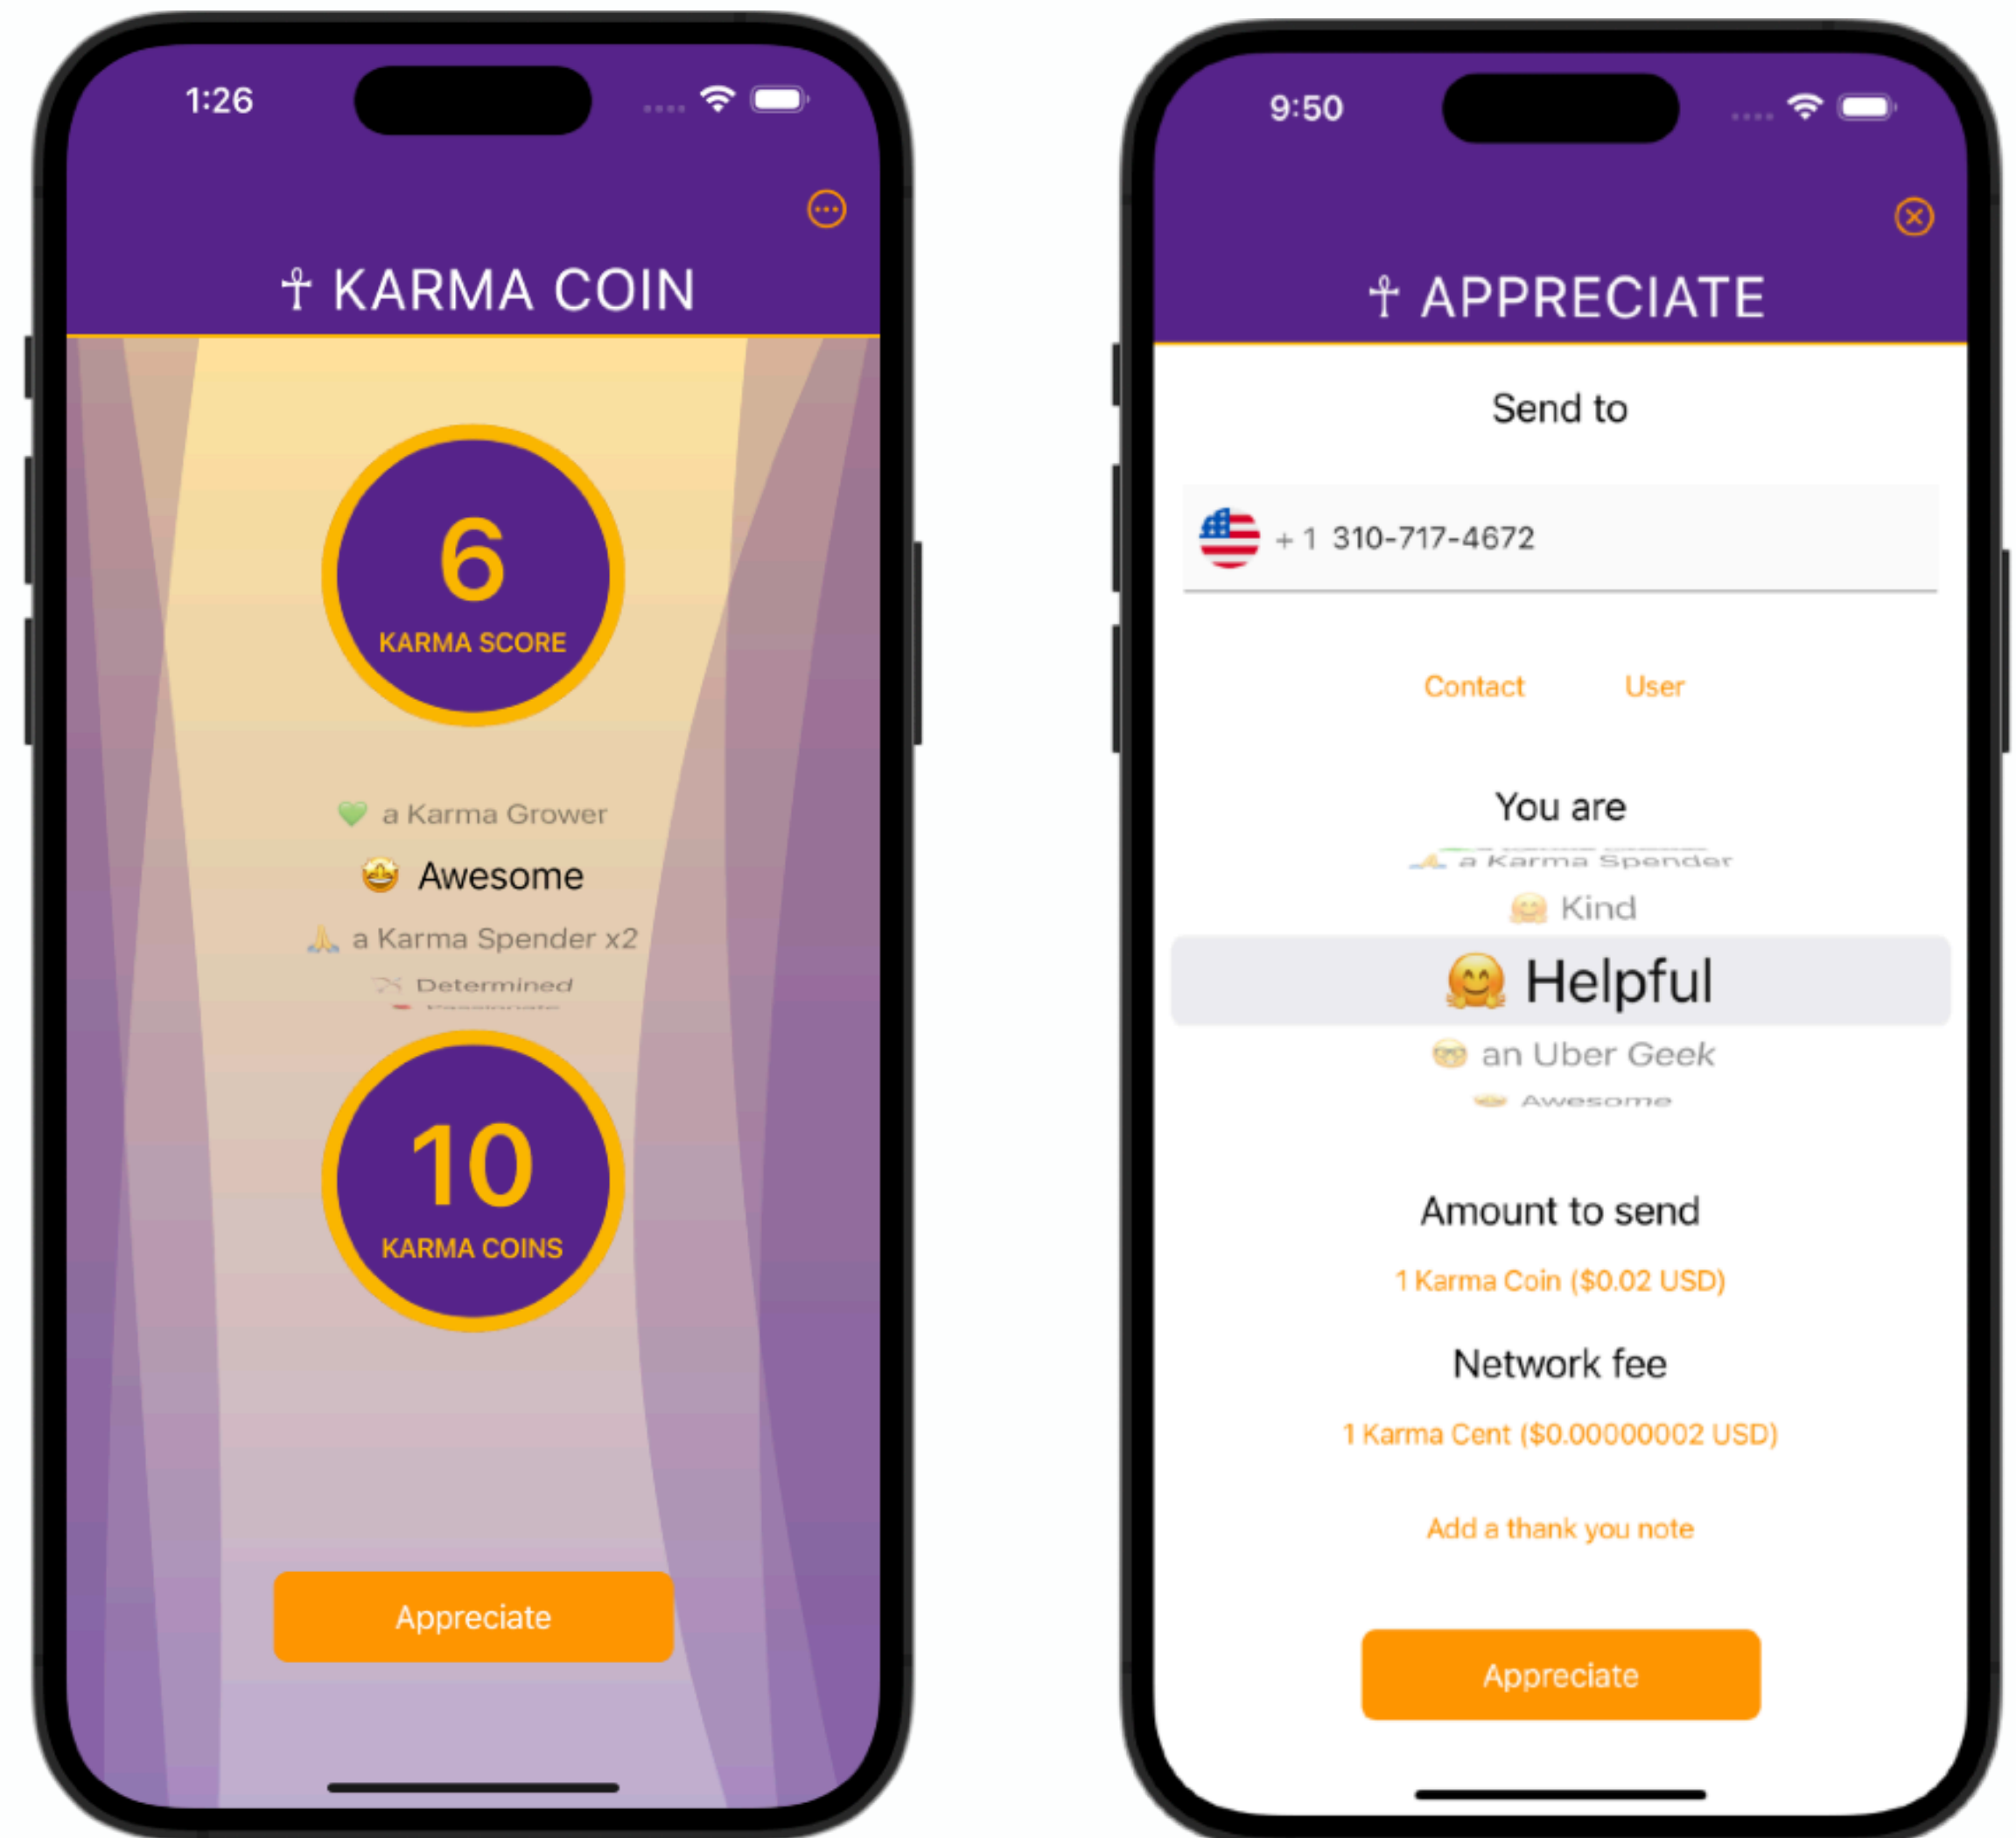 1:26
☥ KARMA COIN
6
KARMA SCORE
💚 a Karma Grower
🤩 Awesome
🙏 a Karma Spender x2
🏹 Determined
10
KARMA COINS
Appreciate
9:50
☥ APPRECIATE
Send to
+ 1 310-717-4672
Contact User
You are
🙏 a Karma Spender
🤗 Kind
🤗 Helpful
🤓 an Uber Geek
🤩 Awesome
Amount to send
1 Karma Coin ($0.02 USD)
Network fee
1 Karma Cent ($0.00000002 USD)
Add a thank you note
Appreciate